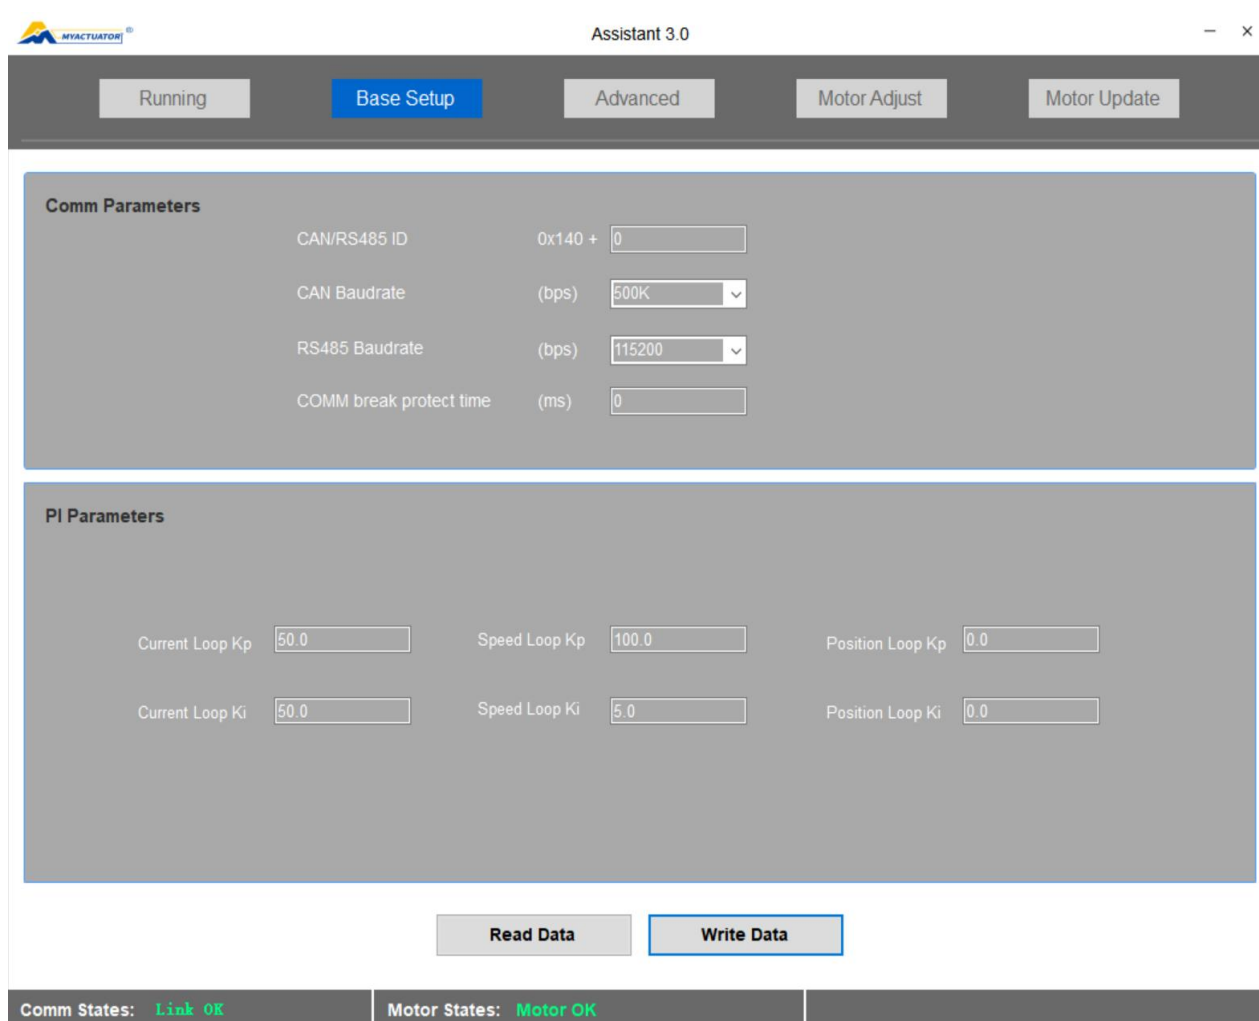 MYACTUATOR ®
Assistant 3.0
Running Base Setup Advanced Motor Adjust Motor Update
Comm Parameters
CAN/RS485 ID 0x140 + 0
CAN Baudrate (bps) 500K
RS485 Baudrate (bps) 115200
COMM break protect time (ms) 0
PI Parameters
Current Loop Kp 50.0 Speed Loop Kp 100.0 Position Loop Kp 0.0
Current Loop Ki 50.0 Speed Loop Ki 5.0 Position Loop Ki 0.0
Read Data Write Data
Comm States: Link OK Motor States: Motor OK